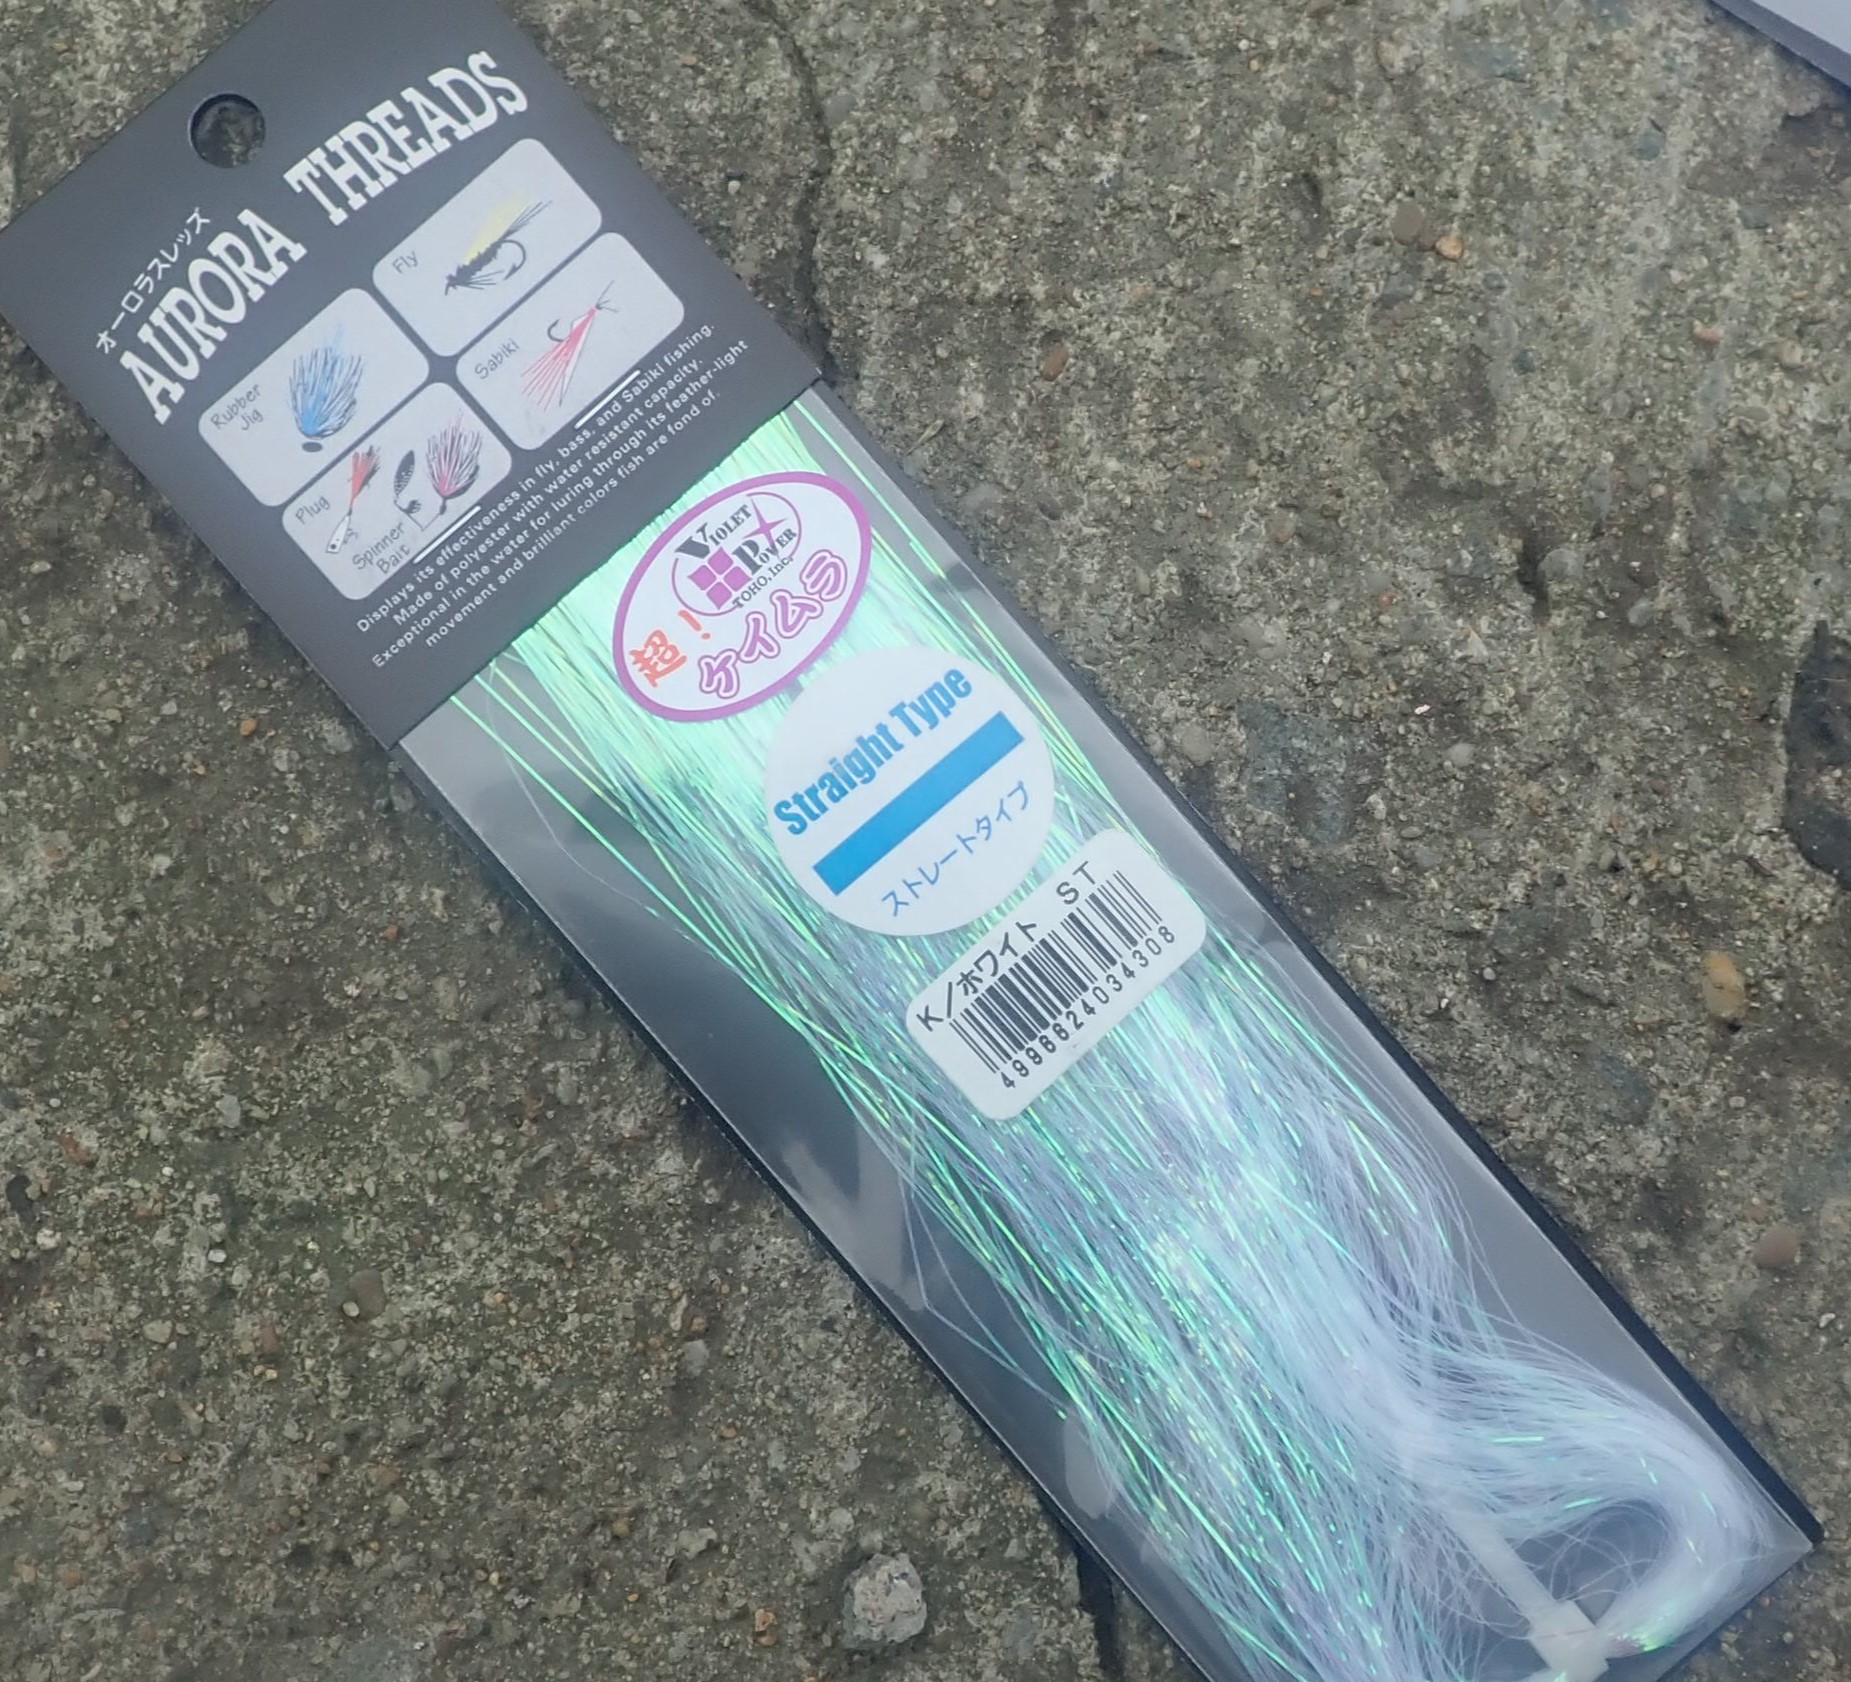 オーロラスレッズ
AURORA THREADS
Rubber
Jig
Fly
Plug
Spinner
Bait
Sabiki
Displays its effectiveness in fly, bass, and Sabiki fishing.
Made of polyester with water resistant capacity.
Exceptional in the water for luring through its feather-light
movement and brilliant colors fish are fond of.
VIOLET
POWER
TOHO,Inc.
超!
ケイムラ
Straight Type
ストレートタイプ
K/ホワイト ST
4996624034308